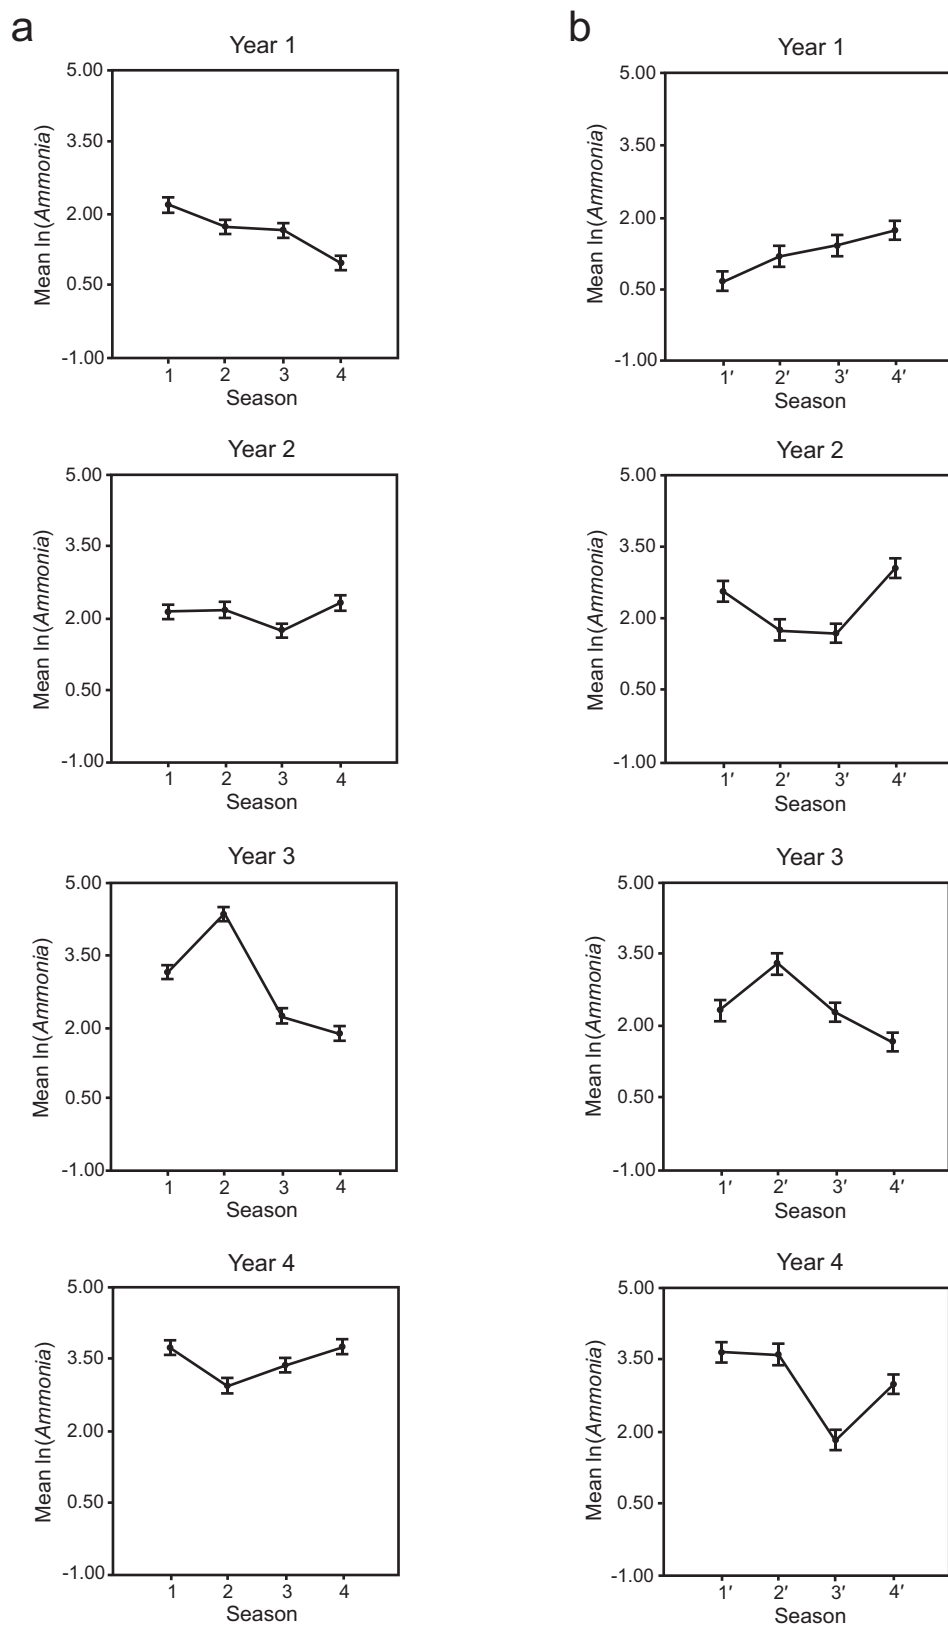 a
Year 1
5.00
3.50
2.00
0.50
-1.00
Mean ln(Ammonia)
1 2 3 4
Season
Year 2
5.00
3.50
2.00
0.50
-1.00
Mean ln(Ammonia)
1 2 3 4
Season
Year 3
5.00
3.50
2.00
0.50
-1.00
Mean ln(Ammonia)
1 2 3 4
Season
Year 4
5.00
3.50
2.00
0.50
-1.00
Mean ln(Ammonia)
1 2 3 4
Season
b
Year 1
5.00
3.50
2.00
0.50
-1.00
Mean ln(Ammonia)
1′ 2′ 3′ 4′
Season
Year 2
5.00
3.50
2.00
0.50
-1.00
Mean ln(Ammonia)
1′ 2′ 3′ 4′
Season
Year 3
5.00
3.50
2.00
0.50
-1.00
Mean ln(Ammonia)
1′ 2′ 3′ 4′
Season
Year 4
5.00
3.50
2.00
0.50
-1.00
Mean ln(Ammonia)
1′ 2′ 3′ 4′
Season